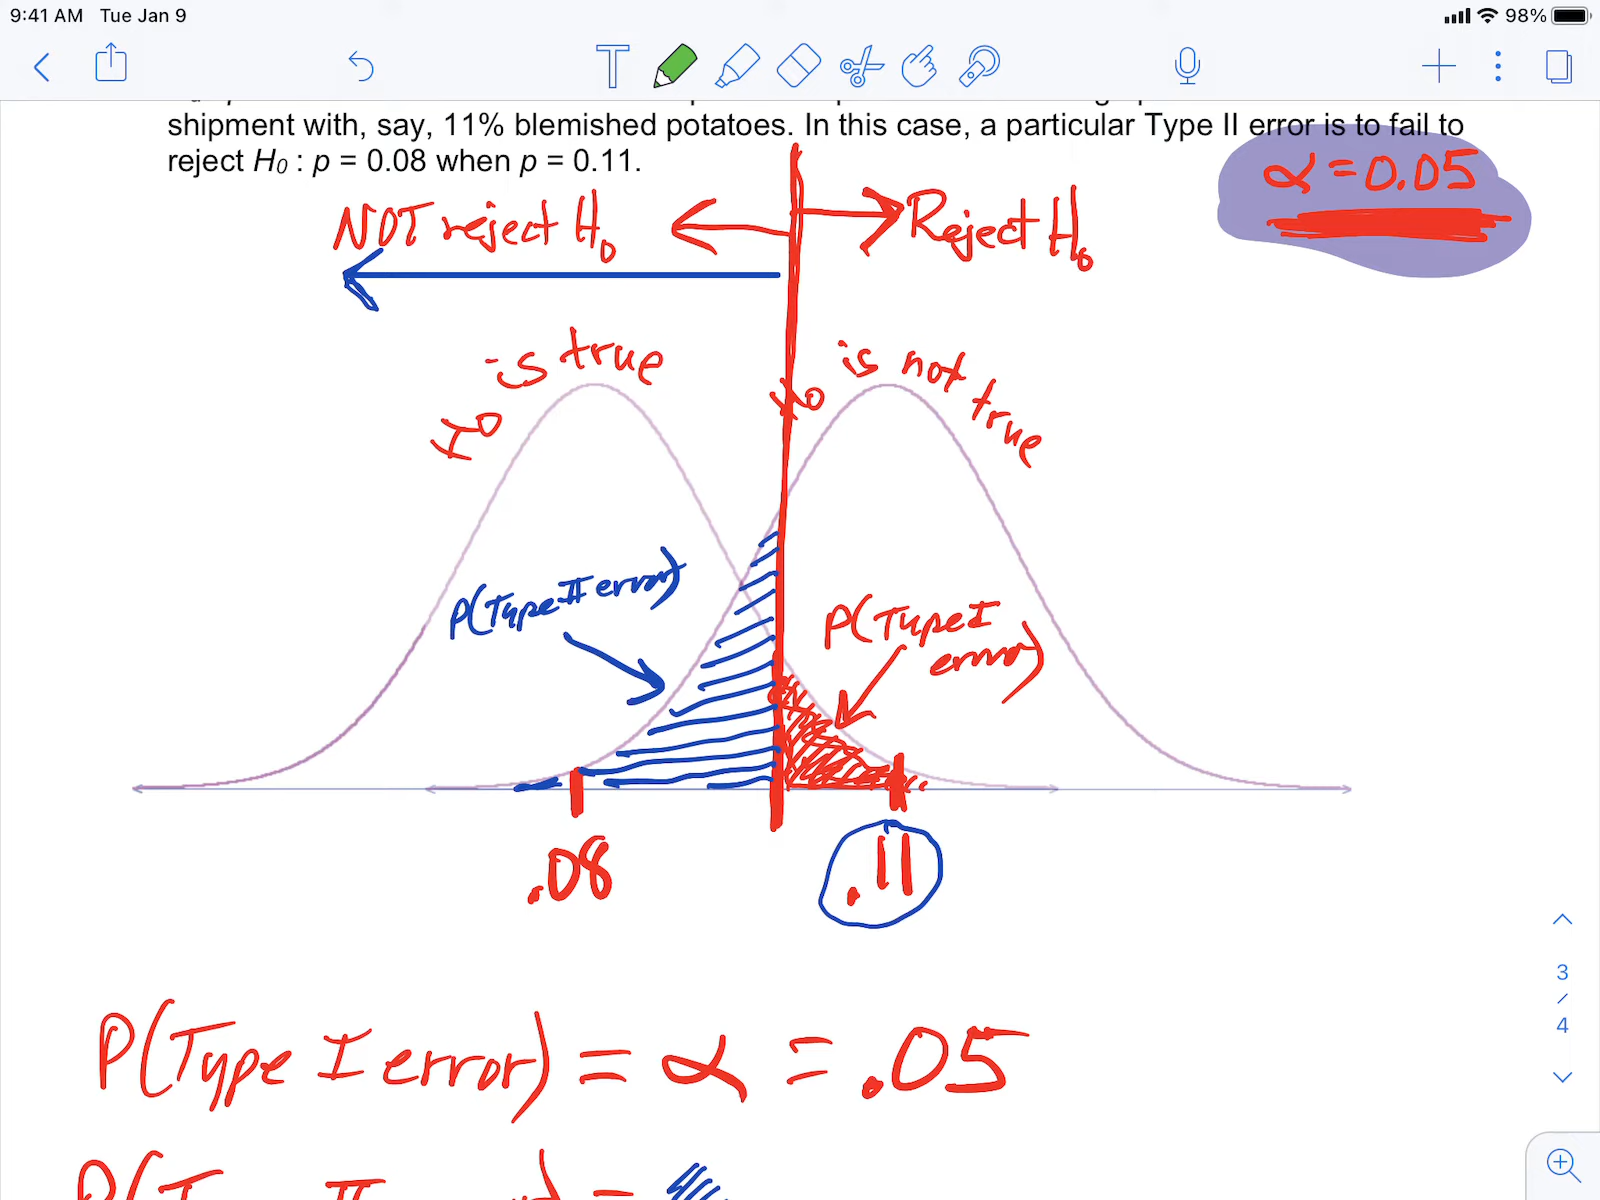 9:41 AM Tue Jan 9
98%
T
shipment with, say, 11% blemished potatoes. In this case, a particular Type II error is to fail to
reject H0 : p = 0.08 when p = 0.11.
α = 0.05
NOT reject H0
Reject H0
H0 is true
H0 is not true
P(Type II error)
P(Type I
error)
.08
.11
3
/
4
P(Type I error) = α = .05